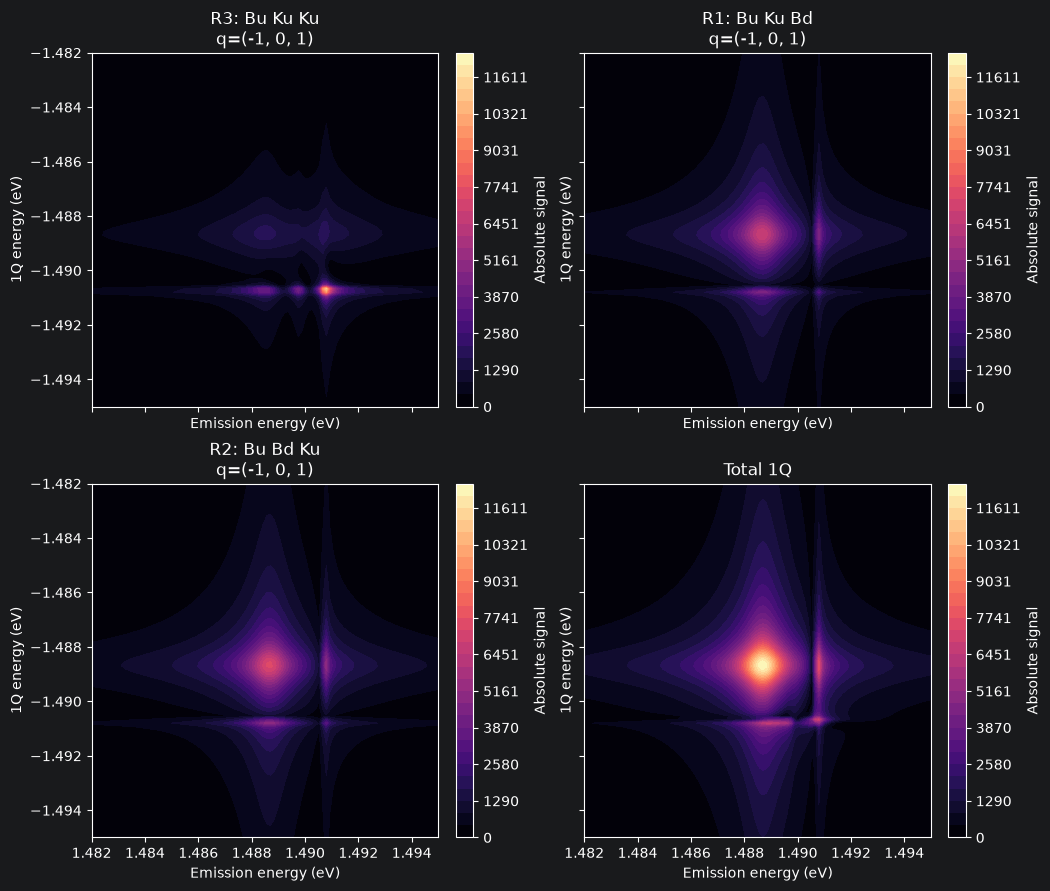 R3: Bu Ku Ku
q=(-1, 0, 1)
−1.482
−1.484
−1.486
−1.488
−1.490
−1.492
−1.494
1Q energy (eV)
Emission energy (eV)
11611
10321
9031
7741
6451
5161
3870
2580
1290
0
Absolute signal
R1: Bu Ku Bd
q=(-1, 0, 1)
1Q energy (eV)
Emission energy (eV)
11611
10321
9031
7741
6451
5161
3870
2580
1290
0
Absolute signal
R2: Bu Bd Ku
q=(-1, 0, 1)
−1.482
−1.484
−1.486
−1.488
−1.490
−1.492
−1.494
1Q energy (eV)
1.482 1.484 1.486 1.488 1.490 1.492 1.494
Emission energy (eV)
11611
10321
9031
7741
6451
5161
3870
2580
1290
0
Absolute signal
Total 1Q
1Q energy (eV)
1.482 1.484 1.486 1.488 1.490 1.492 1.494
Emission energy (eV)
11611
10321
9031
7741
6451
5161
3870
2580
1290
0
Absolute signal